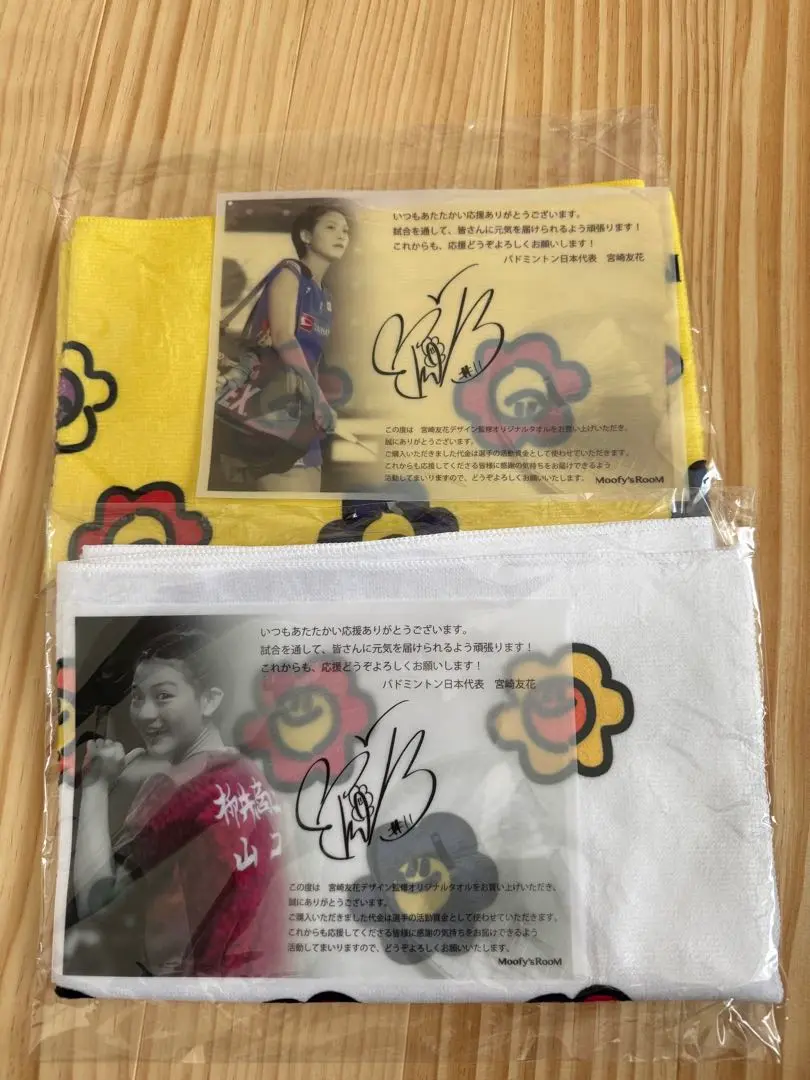 いつもあたたかい応援ありがとうございます。
試合を通して、皆さんに元気を届けられるよう頑張ります！
これからも、応援どうぞよろしくお願いします！
バドミントン日本代表　宮崎友花
#11
EX
この度は　宮崎友花デザイン監修オリジナルタオルをお買い上げいただき、
誠にありがとうございます。
ご購入いただきました代金は選手の活動資金として使わせていただきます。
これからも応援してくださる皆様に感謝の気持ちをお届けできるよう
活動してまいりますので、どうぞよろしくお願いいたします。
Moofy'sRooM
いつもあたたかい応援ありがとうございます。
試合を通して、皆さんに元気を届けられるよう頑張ります！
これからも、応援どうぞよろしくお願いします！
バドミントン日本代表　宮崎友花
柳井商工
山口
#11
この度は　宮崎友花デザイン監修オリジナルタオルをお買い上げいただき、
誠にありがとうございます。
ご購入いただきました代金は選手の活動資金として使わせていただきます。
これからも応援してくださる皆様に感謝の気持ちをお届けできるよう
活動してまいりますので、どうぞよろしくお願いいたします。
Moofy'sRooM